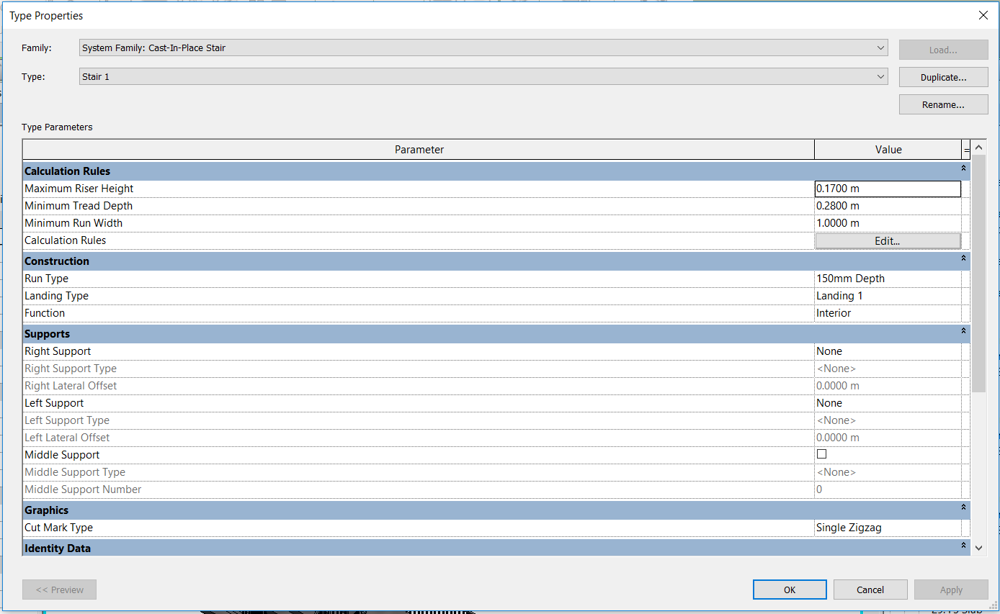 Type Properties
Family: System Family: Cast-In-Place Stair Load...
Type: Stair 1 Duplicate...
Rename...
Type Parameters
Parameter Value =
Calculation Rules
Maximum Riser Height 0.1700 m
Minimum Tread Depth 0.2800 m
Minimum Run Width 1.0000 m
Calculation Rules Edit...
Construction
Run Type 150mm Depth
Landing Type Landing 1
Function Interior
Supports
Right Support None
Right Support Type <None>
Right Lateral Offset 0.0000 m
Left Support None
Left Support Type <None>
Left Lateral Offset 0.0000 m
Middle Support
Middle Support Type <None>
Middle Support Number 0
Graphics
Cut Mark Type Single Zigzag
Identity Data
<< Preview OK Cancel Apply